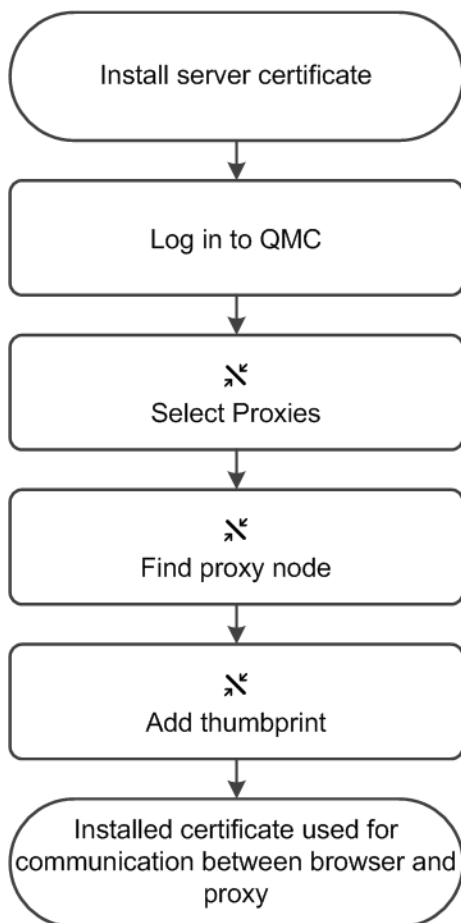 Install server certificate
Log in to QMC
Select Proxies
Find proxy node
Add thumbprint
Installed certificate used for
communication between browser and
proxy